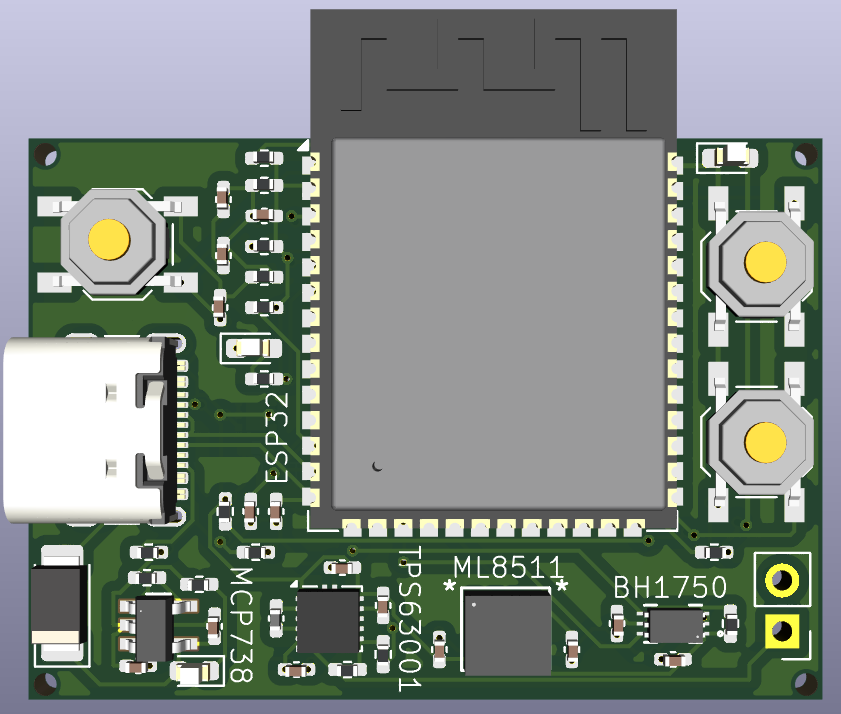 ESP32
ML8511
* *
BH1750
MCP738
TPS63001